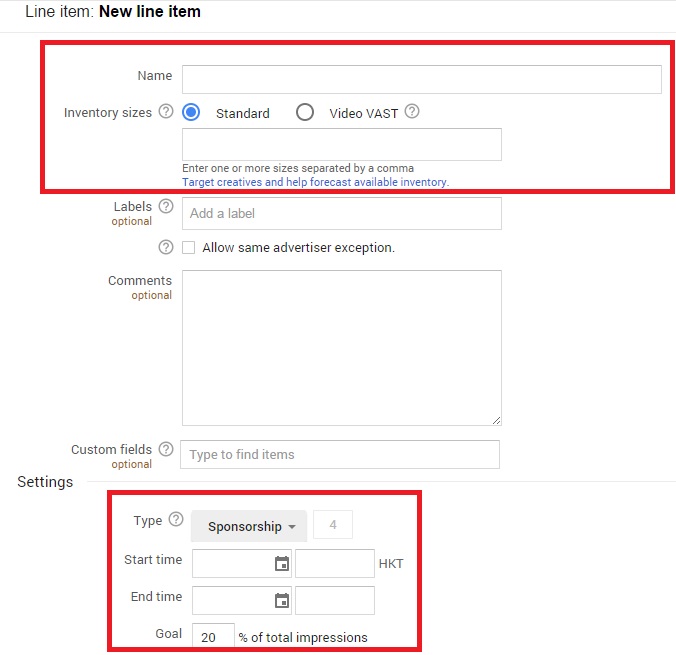 Line item: New line item
Name
Inventory sizes ? Standard Video VAST ?
Enter one or more sizes separated by a comma
Target creatives and help forecast available inventory.
Labels ? Add a label
optional
? Allow same advertiser exception.
Comments
optional
Custom fields ? Type to find items
optional
Settings
Type ? Sponsorship 4
Start time HKT
End time
Goal 20 % of total impressions